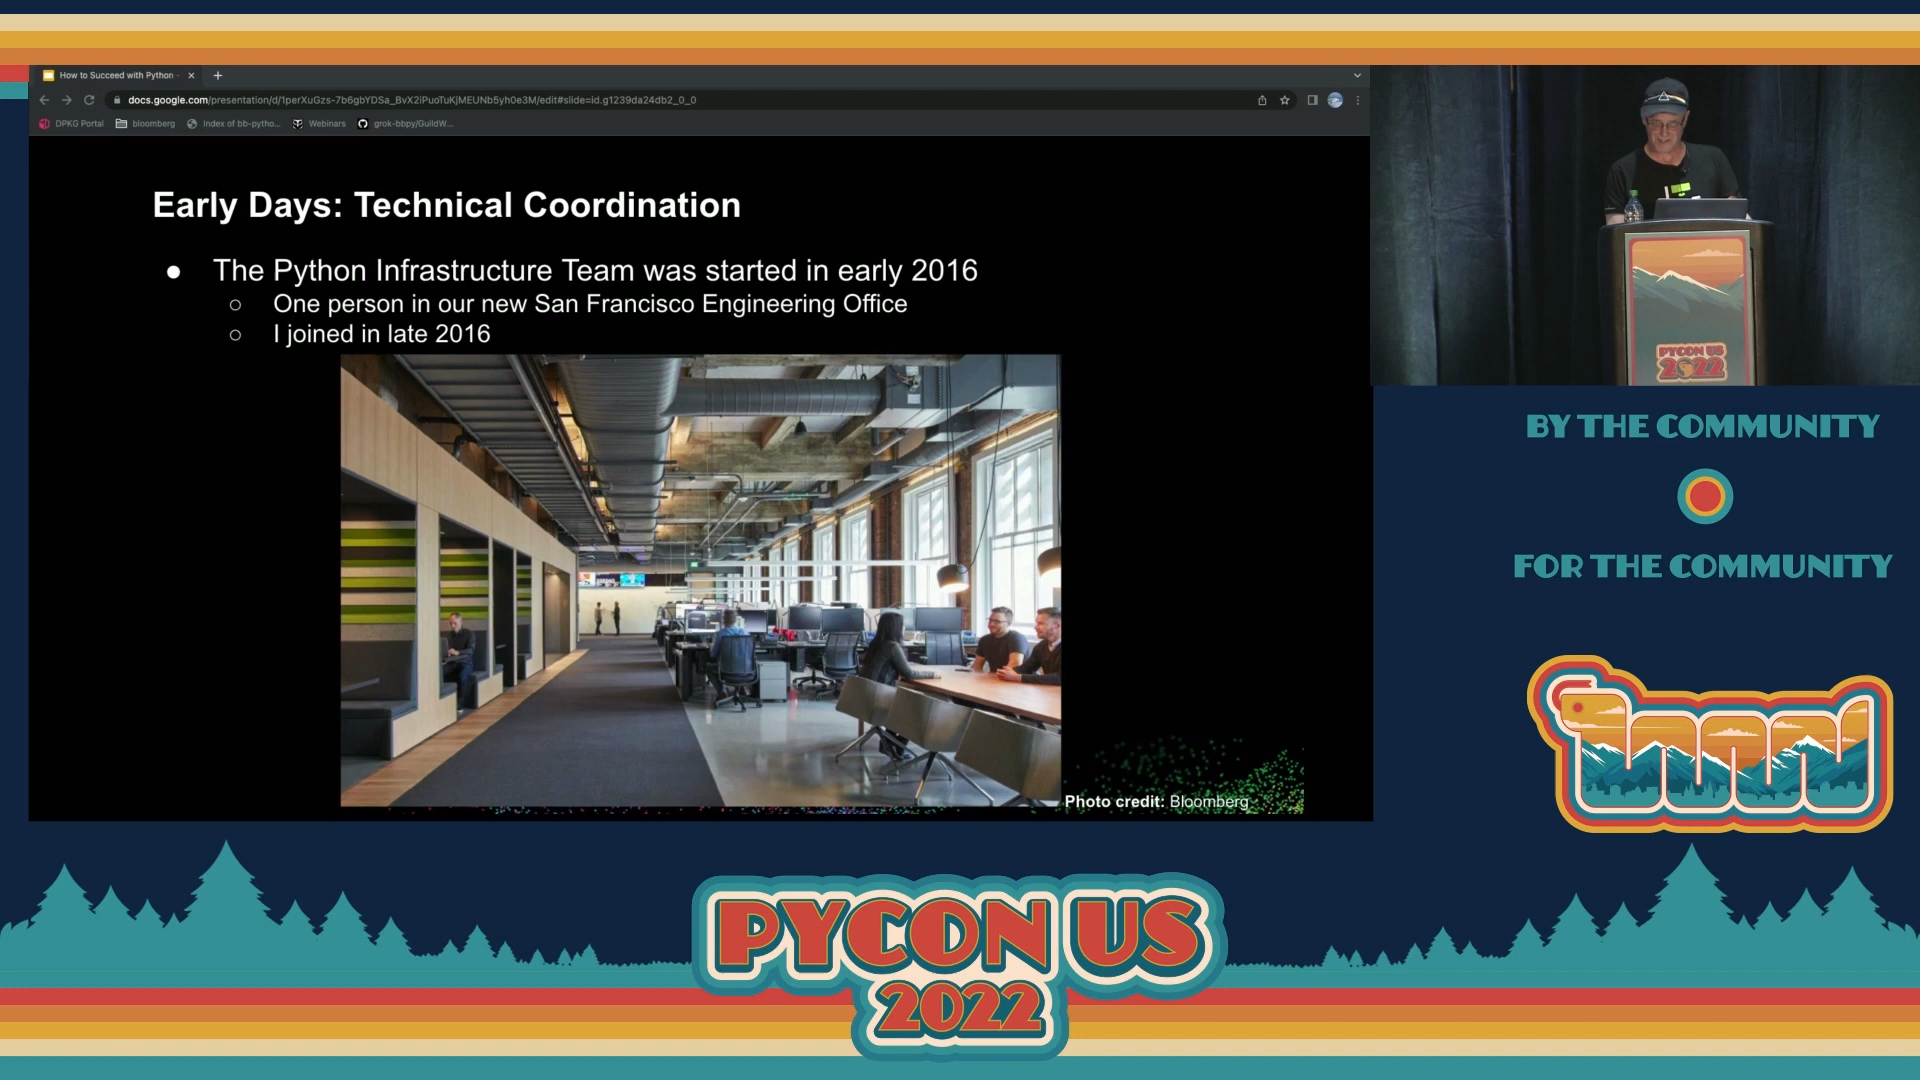 How to Succeed with Python
docs.google.com/presentation/d/1perXuGzs-7b6gbYDSa_BvX2iPuoTuKjMEUNb5yh0e3M/edit#slide=id.g1239da24db2_0_0
DPKG Portal
bloomberg
Index of bb-pytho...
Webinars
grok-bbpy/GuildW...
Early Days: Technical Coordination
● The Python Infrastructure Team was started in early 2016
○ One person in our new San Francisco Engineering Office
○ I joined in late 2016
Photo credit: Bloomberg
PYCON US
2022
BY THE COMMUNITY
FOR THE COMMUNITY
PYCON US
2022